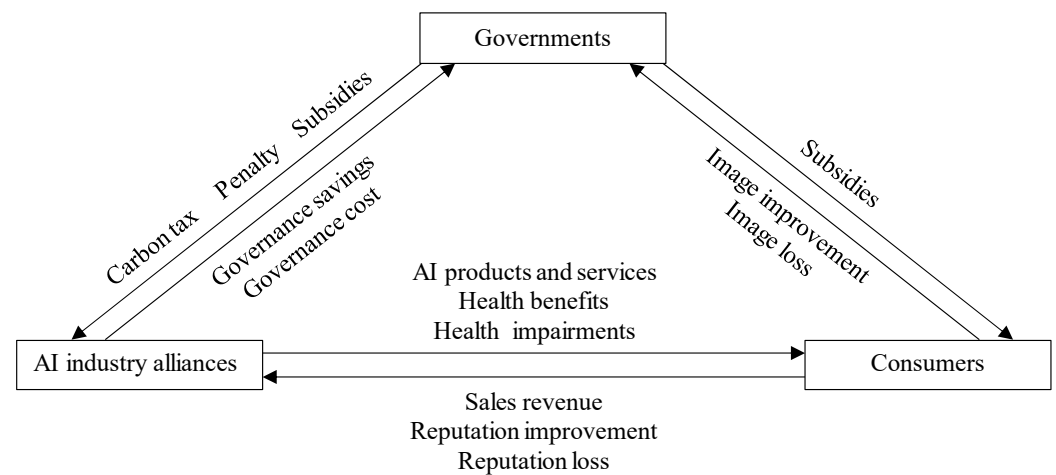 Governments
Carbon tax Penalty Subsidies
Governance savings
Governance cost
Subsidies
Image improvement
Image loss
AI products and services
Health benefits
Health impairments
AI industry alliances
Consumers
Sales revenue
Reputation improvement
Reputation loss